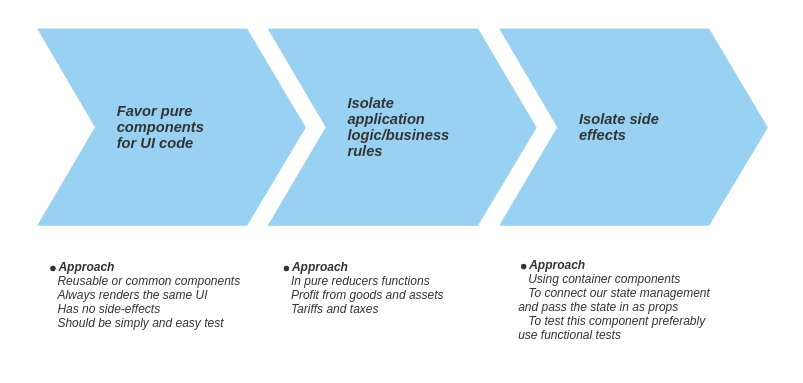 Favor pure
components
for UI code
Isolate
application
logic/business
rules
Isolate side
effects
● Approach
Reusable or common components
Always renders the same UI
Has no side-effects
Should be simply and easy test
● Approach
In pure reducers functions
Profit from goods and assets
Tariffs and taxes
● Approach
Using container components
To connect our state management
and pass the state in as props
To test this component preferably
use functional tests